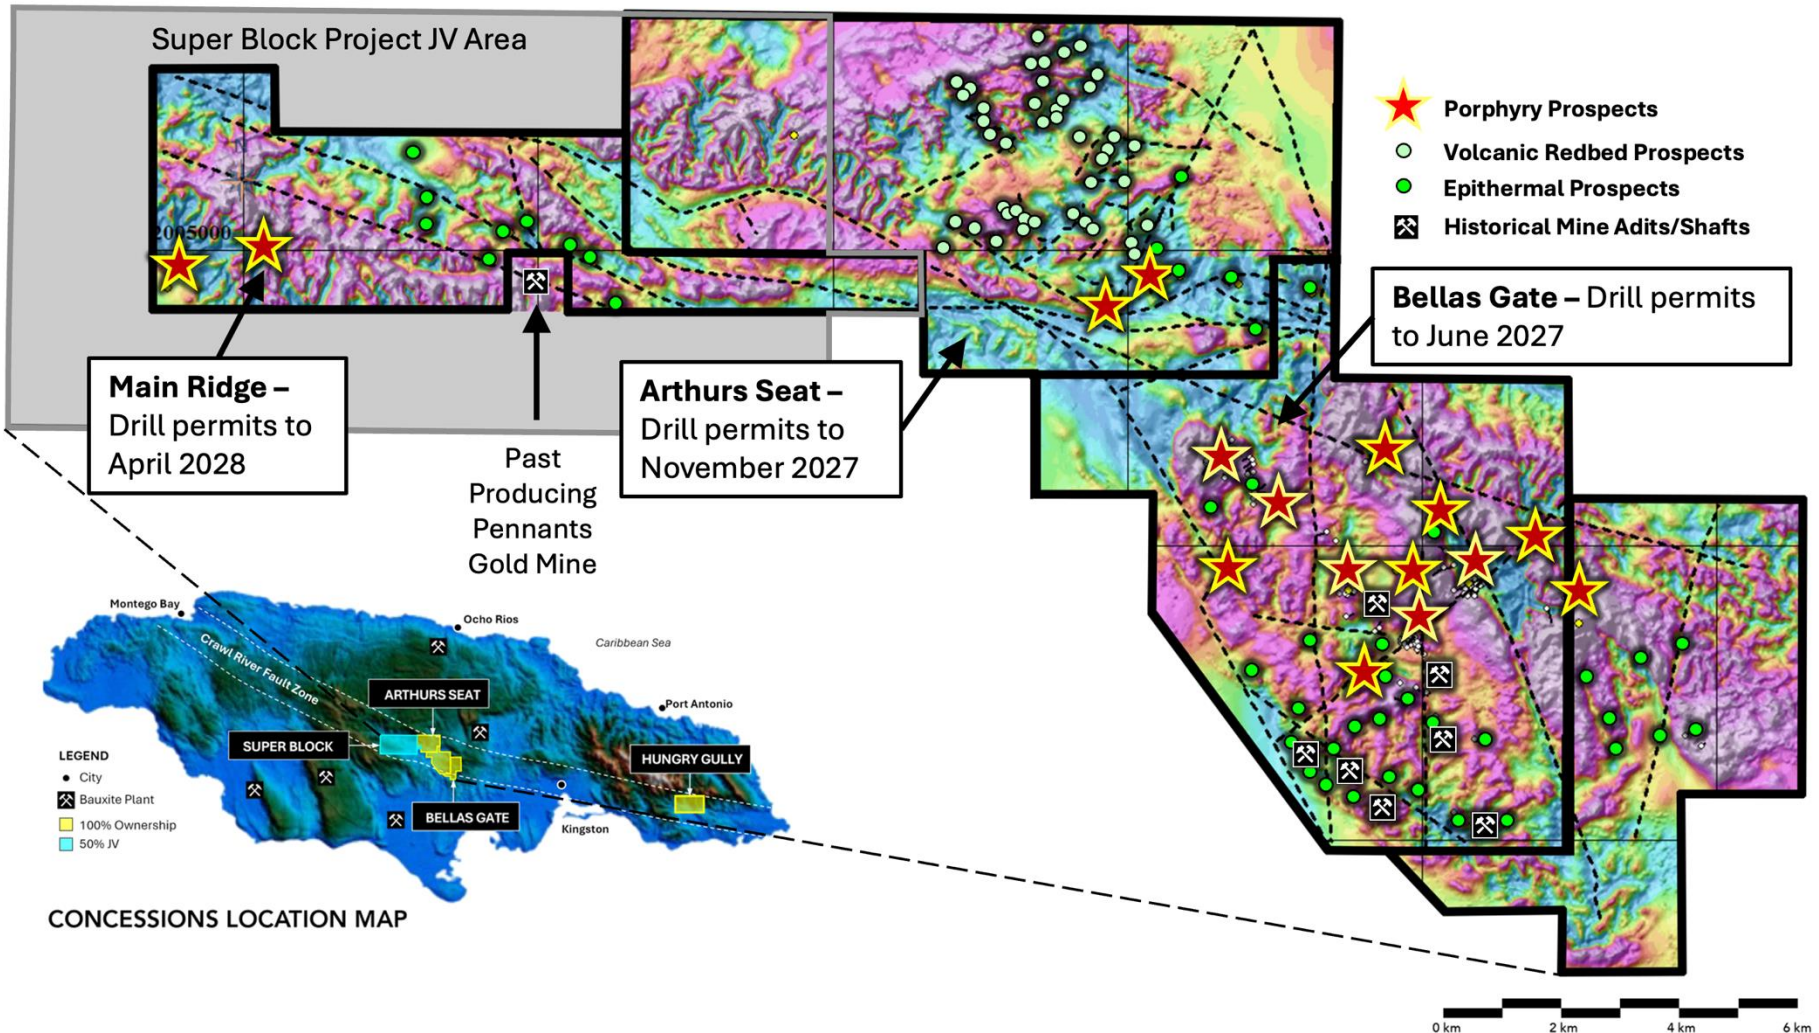 Super Block Project JV Area
Porphyry Prospects
Volcanic Redbed Prospects
Epithermal Prospects
Historical Mine Adits/Shafts
2005000
Bellas Gate – Drill permits
to June 2027
Main Ridge –
Drill permits to
April 2028
Arthurs Seat –
Drill permits to
November 2027
Past
Producing
Pennants
Gold Mine
Montego Bay
Ocho Rios
Caribbean Sea
Crawl River Fault Zone
ARTHURS SEAT
Port Antonio
SUPER BLOCK
HUNGRY GULLY
LEGEND
City
Bauxite Plant
100% Ownership
50% JV
BELLAS GATE
Kingston
CONCESSIONS LOCATION MAP
0 km
2 km
4 km
6 km